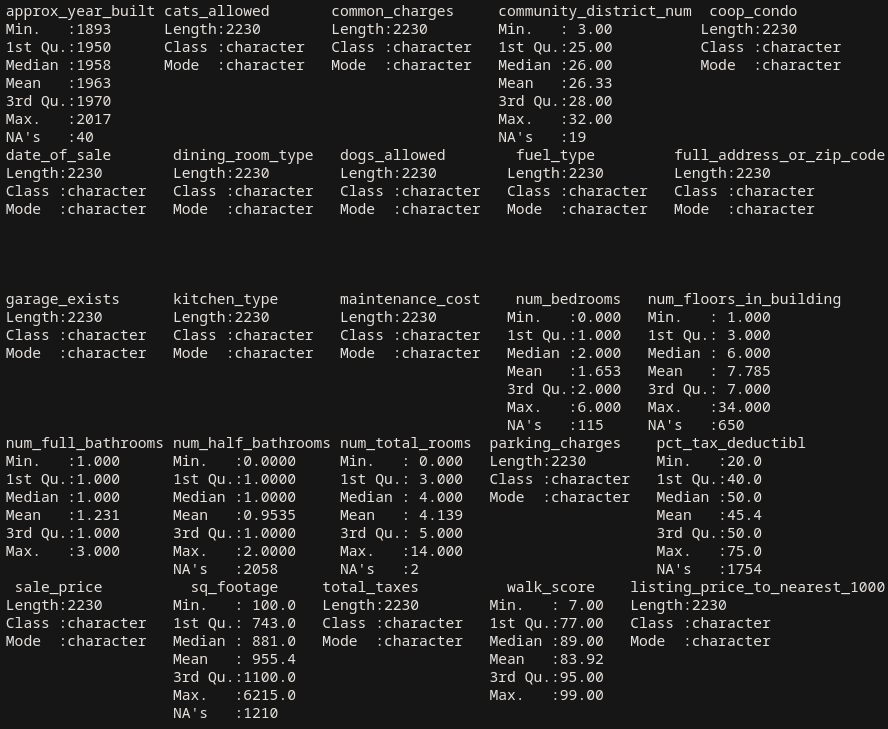 approx_year_built cats_allowed       common_charges     community_district_num  coop_condo
Min.   :1893      Length:2230        Length:2230        Min.   : 3.00          Length:2230
1st Qu.:1950      Class :character   Class :character   1st Qu.:25.00          Class :character
Median :1958      Mode  :character   Mode  :character   Median :26.00          Mode  :character
Mean   :1963                                            Mean   :26.33
3rd Qu.:1970                                            3rd Qu.:28.00
Max.   :2017                                            Max.   :32.00
NA's   :40                                              NA's   :19
date_of_sale       dining_room_type   dogs_allowed        fuel_type         full_address_or_zip_code
Length:2230        Length:2230        Length:2230        Length:2230        Length:2230
Class :character   Class :character   Class :character   Class :character   Class :character
Mode  :character   Mode  :character   Mode  :character   Mode  :character   Mode  :character
garage_exists      kitchen_type       maintenance_cost    num_bedrooms   num_floors_in_building
Length:2230        Length:2230        Length:2230        Min.   :0.000   Min.   : 1.000
Class :character   Class :character   Class :character   1st Qu.:1.000   1st Qu.: 3.000
Mode  :character   Mode  :character   Mode  :character   Median :2.000   Median : 6.000
Mean   :1.653   Mean   : 7.785
3rd Qu.:2.000   3rd Qu.: 7.000
Max.   :6.000   Max.   :34.000
NA's   :115     NA's   :650
num_full_bathrooms num_half_bathrooms num_total_rooms  parking_charges    pct_tax_deductibl
Min.   :1.000      Min.   :0.0000     Min.   : 0.000   Length:2230        Min.   :20.0
1st Qu.:1.000      1st Qu.:1.0000     1st Qu.: 3.000   Class :character   1st Qu.:40.0
Median :1.000      Median :1.0000     Median : 4.000   Mode  :character   Median :50.0
Mean   :1.231      Mean   :0.9535     Mean   : 4.139                      Mean   :45.4
3rd Qu.:1.000      3rd Qu.:1.0000     3rd Qu.: 5.000                      3rd Qu.:50.0
Max.   :3.000      Max.   :2.0000     Max.   :14.000                      Max.   :75.0
NA's   :2058       NA's   :2                           NA's   :1754
sale_price          sq_footage     total_taxes          walk_score    listing_price_to_nearest_1000
Length:2230        Min.   : 100.0   Length:2230        Min.   : 7.00   Length:2230
Class :character   1st Qu.: 743.0   Class :character   1st Qu.:77.00   Class :character
Mode  :character   Median : 881.0   Mode  :character   Median :89.00   Mode  :character
Mean   : 955.4                      Mean   :83.92
3rd Qu.:1100.0                      3rd Qu.:95.00
Max.   :6215.0                      Max.   :99.00
NA's   :1210